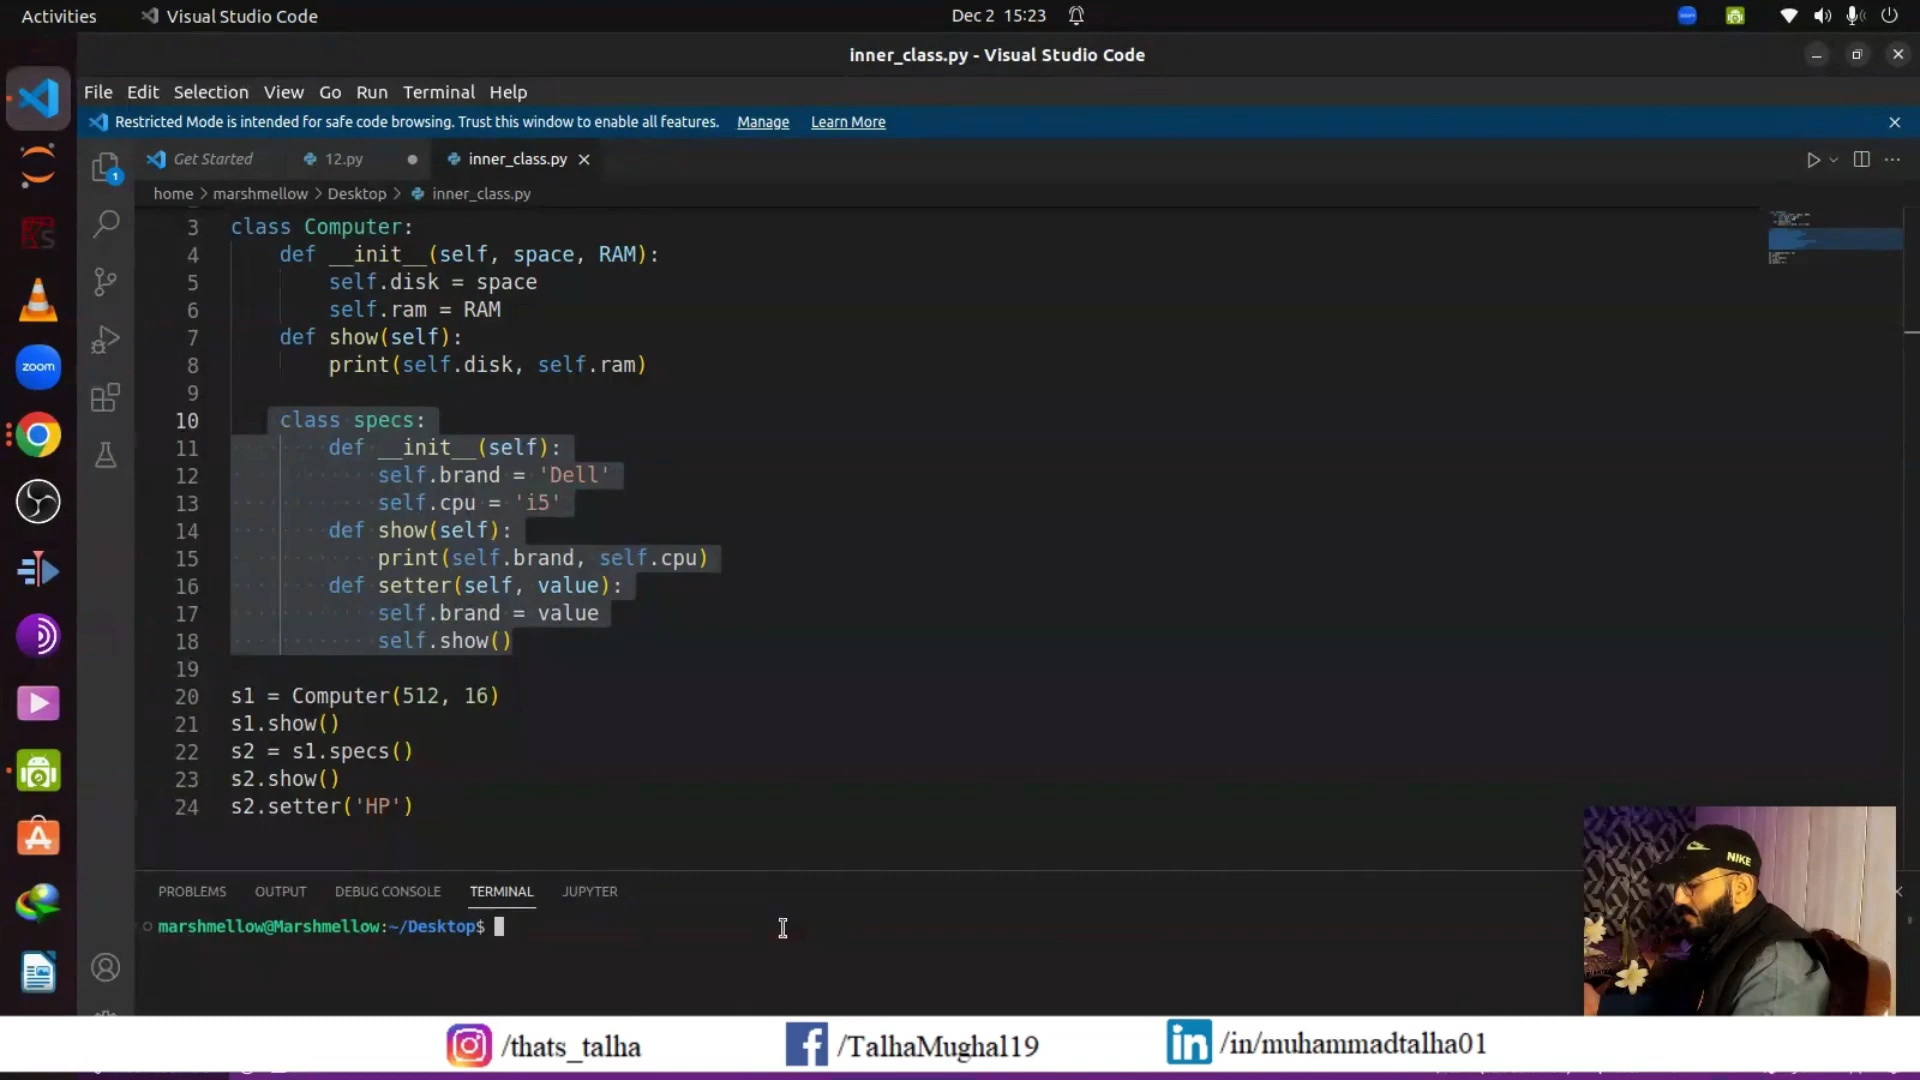 Activities Visual Studio Code Dec 2 15:23
inner_class.py - Visual Studio Code
File Edit Selection View Go Run Terminal Help
Restricted Mode is intended for safe code browsing. Trust this window to enable all features. Manage Learn More
Get Started 12.py inner_class.py
home > marshmellow > Desktop > inner_class.py
3 class Computer:
4 def __init__(self, space, RAM):
5 self.disk = space
6 self.ram = RAM
7 def show(self):
8 print(self.disk, self.ram)
9
10 class specs:
11 def __init__(self):
12 self.brand = 'Dell'
13 self.cpu = 'i5'
14 def show(self):
15 print(self.brand, self.cpu)
16 def setter(self, value):
17 self.brand = value
18 self.show()
19
20 s1 = Computer(512, 16)
21 s1.show()
22 s2 = s1.specs()
23 s2.show()
24 s2.setter('HP')
PROBLEMS OUTPUT DEBUG CONSOLE TERMINAL JUPYTER
marshmellow@Marshmellow:~/Desktop$
zoom
1
NIKE
/thats_talha /TalhaMughal19 /in/muhammadtalha01